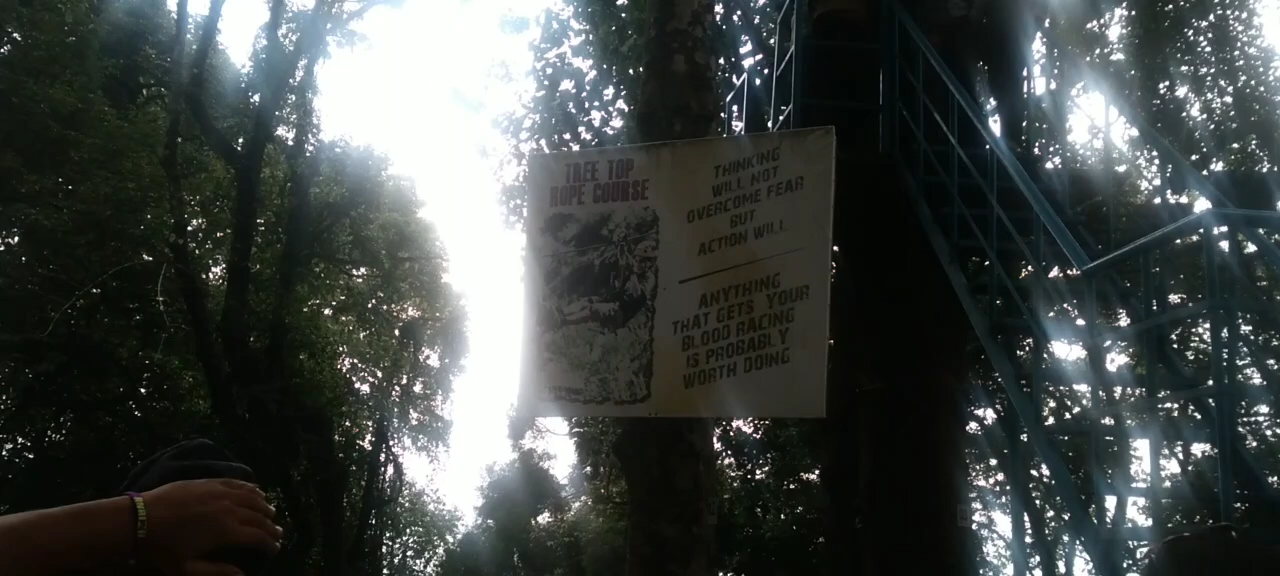 TREE TOP
ROPE COURSE
THINKING
WILL NOT
OVERCOME FEAR
BUT
ACTION WILL
ANYTHING
THAT GETS YOUR
BLOOD RACING
IS PROBABLY
WORTH DOING